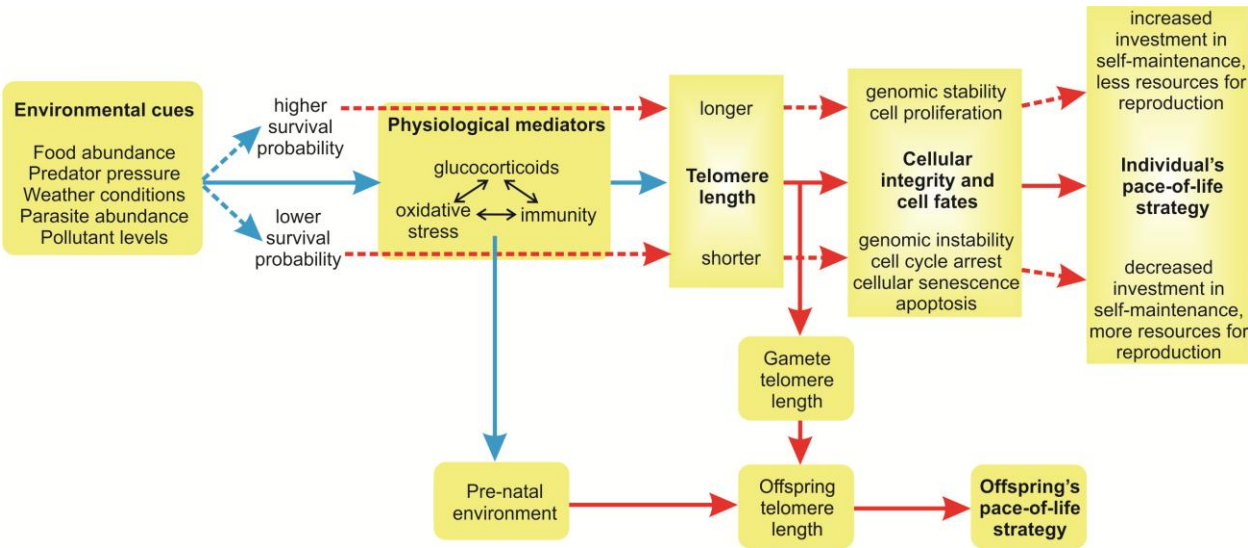 Environmental cues
Food abundance
Predator pressure
Weather conditions
Parasite abundance
Pollutant levels
higher
survival
probability
lower
survival
probability
Physiological mediators
glucocorticoids
oxidative
stress
immunity
longer
Telomere
length
shorter
genomic stability
cell proliferation
Cellular
integrity and
cell fates
genomic instability
cell cycle arrest
cellular senescence
apoptosis
increased
investment in
self-maintenance,
less resources for
reproduction
Individual's
pace-of-life
strategy
decreased
investment in
self-maintenance,
more resources for
reproduction
Gamete
telomere
length
Pre-natal
environment
Offspring
telomere
length
Offspring's
pace-of-life
strategy